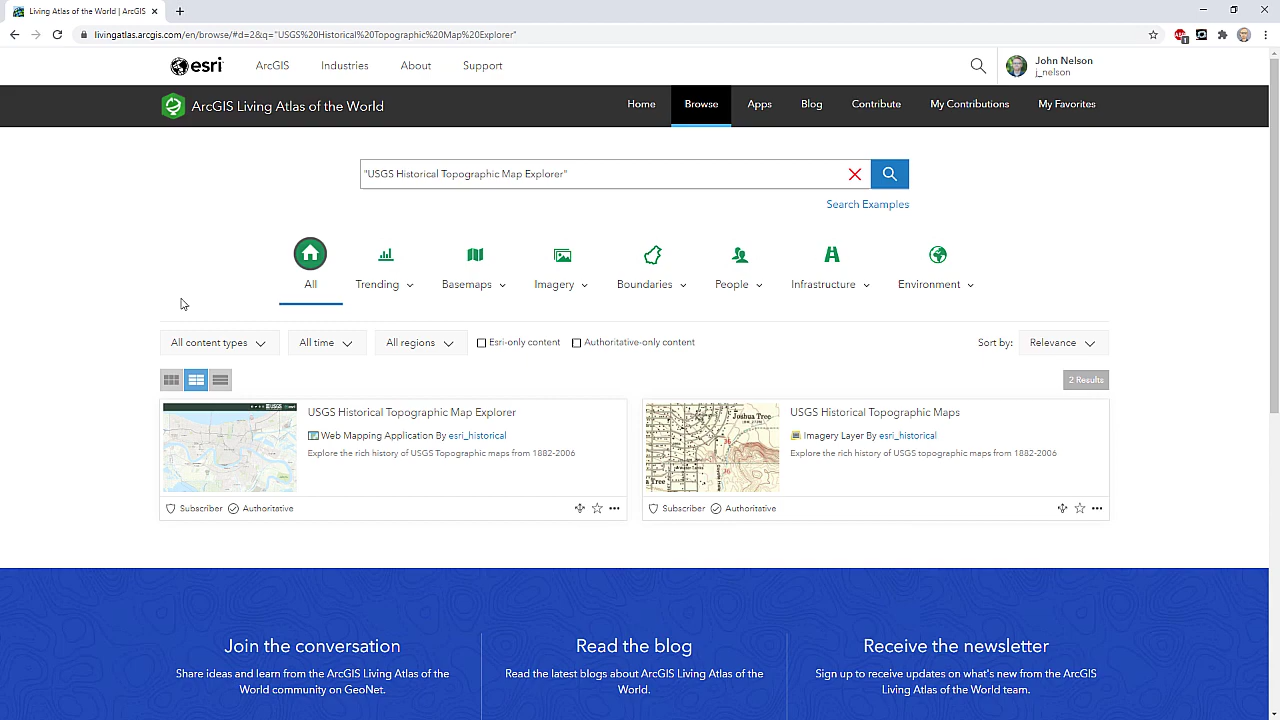 Living Atlas of the World | ArcGIS
livingatlas.arcgis.com/en/browse/#d=2&q="USGS%20Historical%20Topographic%20Map%20Explorer"
esri ArcGIS Industries About Support John Nelson
j_nelson
ArcGIS Living Atlas of the World Home Browse Apps Blog Contribute My Contributions My Favorites
"USGS Historical Topographic Map Explorer"
Search Examples
All Trending Basemaps Imagery Boundaries People Infrastructure Environment
All content types All time All regions Esri-only content Authoritative-only content Sort by: Relevance
2 Results
USGS Historical Topographic Map Explorer
Web Mapping Application By esri_historical
Explore the rich history of USGS Topographic maps from 1882-2006
Subscriber Authoritative
USGS Historical Topographic Maps
Imagery Layer By esri_historical
Explore the rich history of USGS topographic maps from 1882-2006
Joshua Tree
36
36
Subscriber Authoritative
Join the conversation
Share ideas and learn from the ArcGIS Living Atlas of the
World community on GeoNet.
Read the blog
Read the latest blogs about ArcGIS Living Atlas of the
World.
Receive the newsletter
Sign up to receive updates on what's new from the ArcGIS
Living Atlas of the World team.